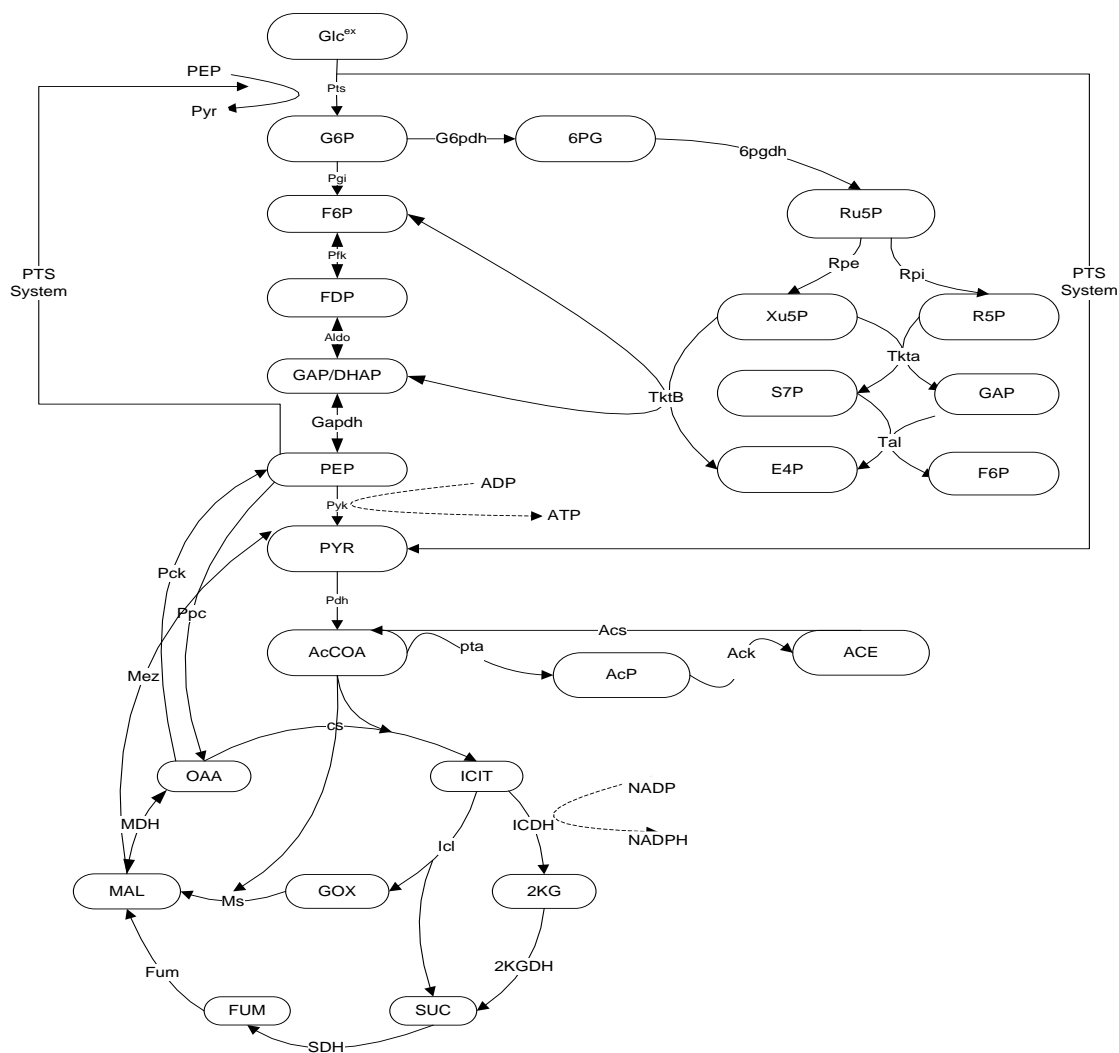 Glc^ex
PEP
Pts
Pyr
G6P
G6pdh
6PG
6pgdh
Pgi
F6P
Ru5P
Pfk
Rpe
Rpi
PTS
System
PTS
System
FDP
Xu5P
R5P
Aldo
Tkta
GAP/DHAP
TktB
S7P
GAP
Gapdh
Tal
PEP
E4P
F6P
ADP
Pyk
ATP
PYR
Pck
Pdh
Ppc
Acs
AcCOA
pta
Ack
ACE
Mez
AcP
cs
OAA
ICIT
NADP
MDH
ICDH
NADPH
Icl
MAL
Ms
GOX
2KG
Fum
2KGDH
FUM
SUC
SDH